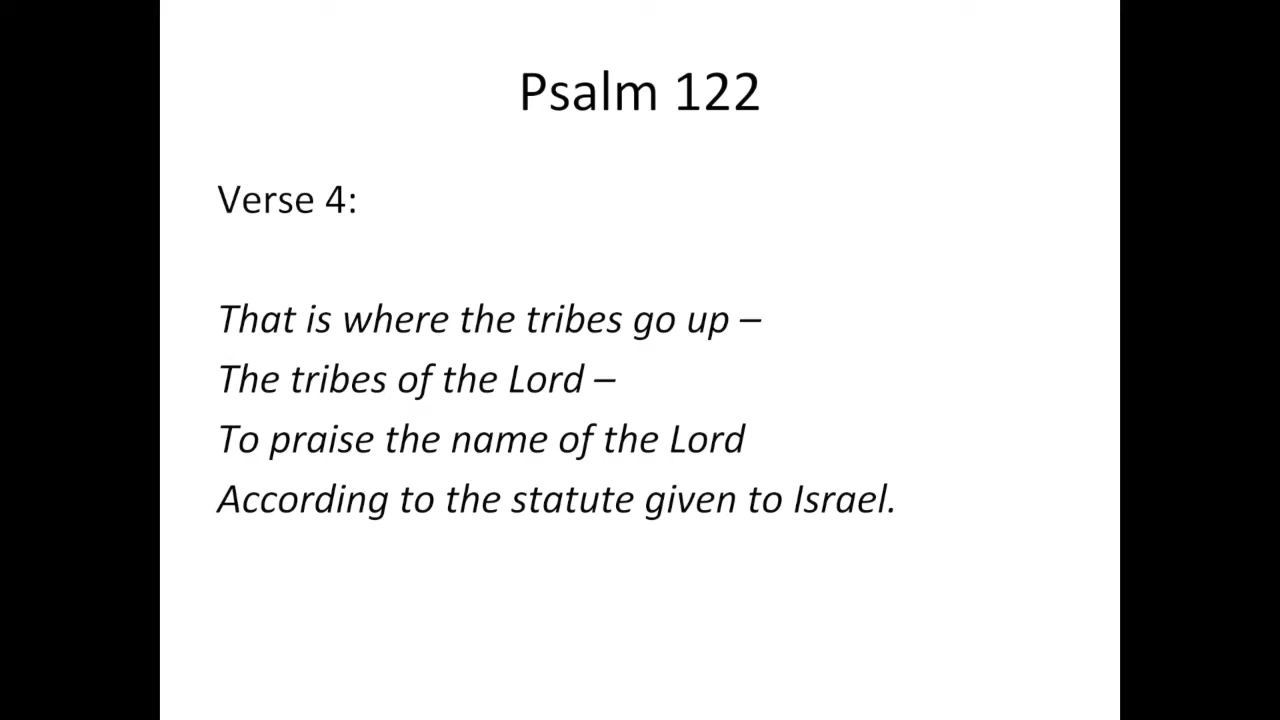 Psalm 122
Verse 4:
That is where the tribes go up –
The tribes of the Lord –
To praise the name of the Lord
According to the statute given to Israel.